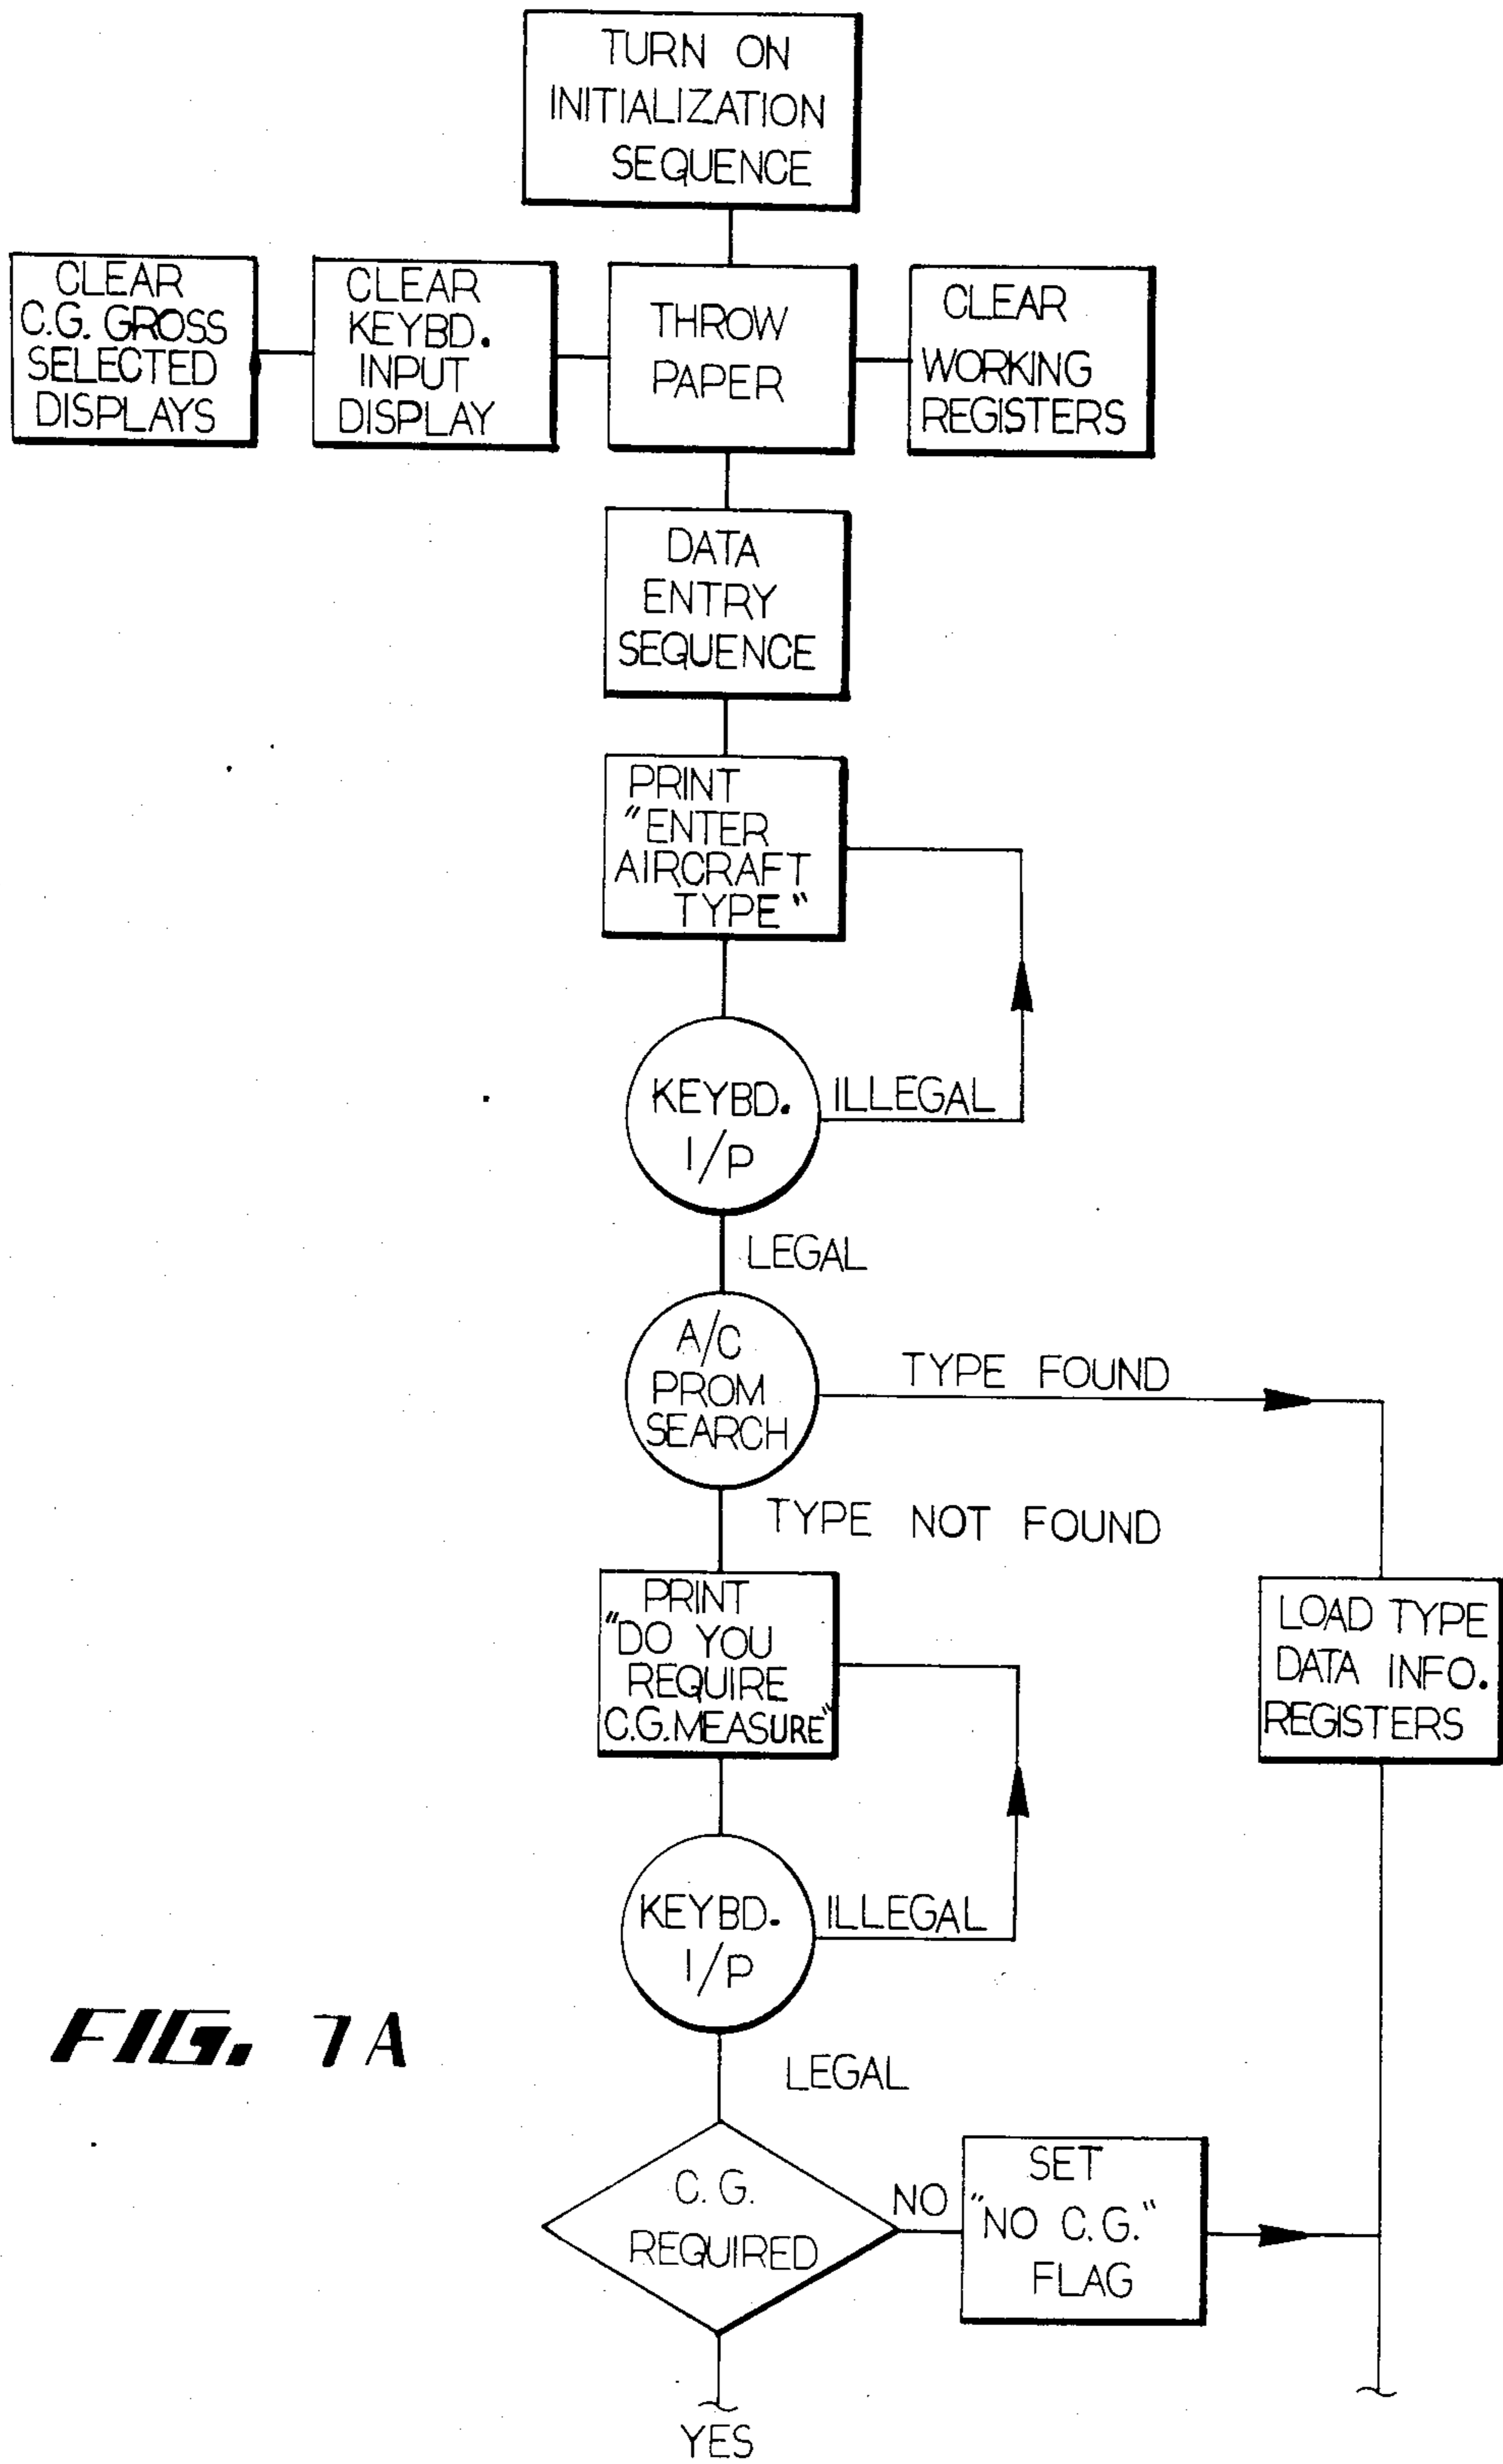 TURN ON
INITIALIZATION
SEQUENCE
CLEAR
C.G. GROSS
SELECTED
DISPLAYS
CLEAR
KEYBD.
INPUT
DISPLAY
THROW
PAPER
CLEAR
WORKING
REGISTERS
DATA
ENTRY
SEQUENCE
PRINT
"ENTER
AIRCRAFT
TYPE"
KEYBD.
I/P
ILLEGAL
LEGAL
A/C
PROM
SEARCH
TYPE FOUND
TYPE NOT FOUND
PRINT
"DO YOU
REQUIRE
C.G.MEASURE"
LOAD TYPE
DATA INFO.
REGISTERS
KEYBD.
I/P
ILLEGAL
LEGAL
C.G.
REQUIRED
NO
SET
"NO C.G."
FLAG
YES
FIG. 7A